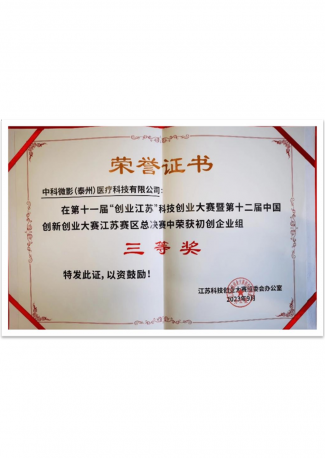 荣誉证书
中科微影(泰州)医疗科技有限公司:
在第十一届“创业江苏”科技创业大赛暨第十二届中国
创新创业大赛江苏赛区总决赛中荣获初创企业组
三等奖
特发此证,以资鼓励!
江苏科技创业大赛组委会办公室
2023年9月